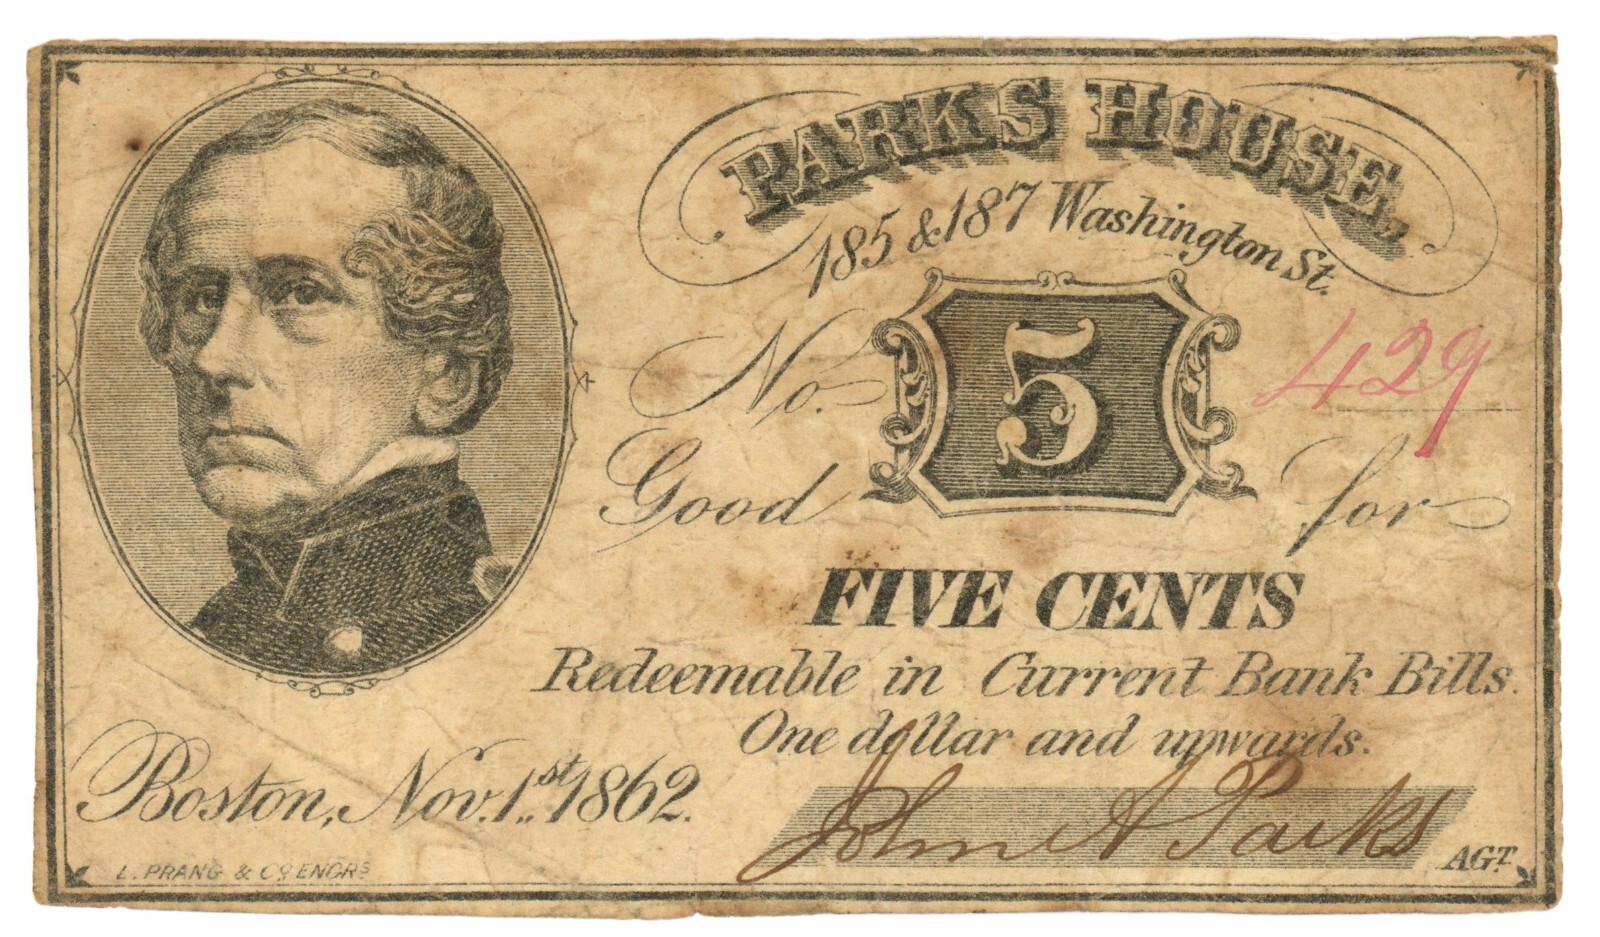 PARKS HOUSE,
185 & 187 Washington St.
No. 5 429
Good for
FIVE CENTS
Redeemable in Current Bank Bills.
One dollar and upwards.
Boston, Nov. 1st 1862.
John A Parks AGT.
L. PRANG & CO ENGRS